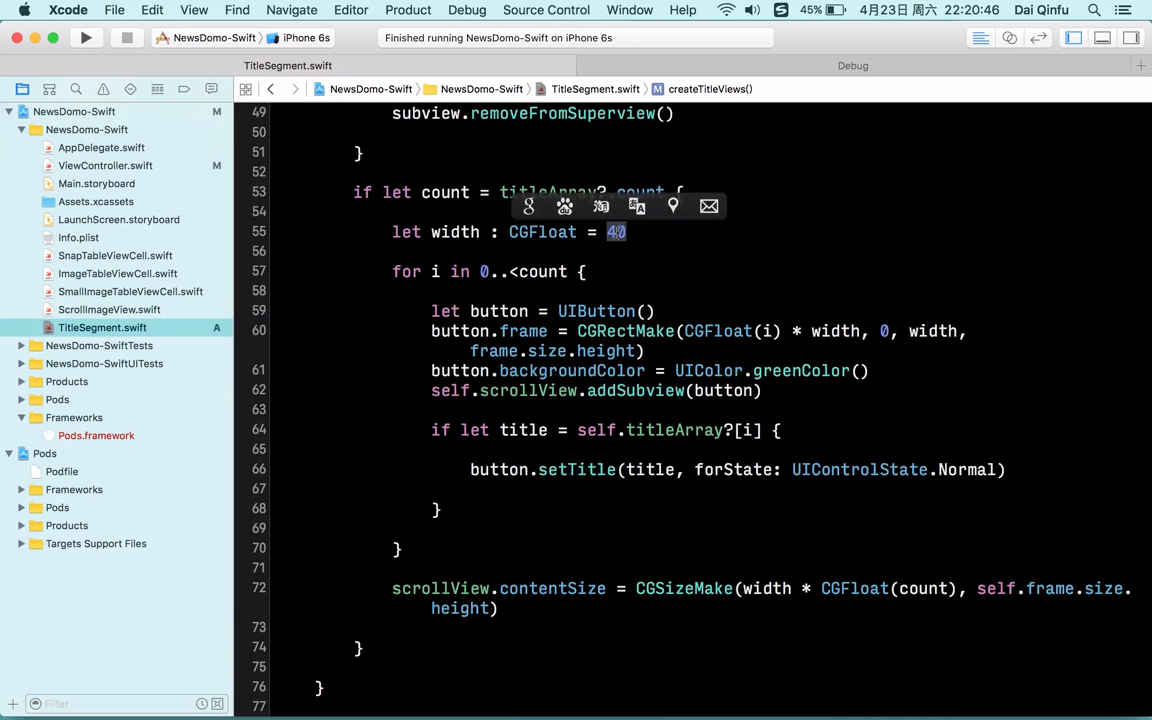 Xcode File Edit View Find Navigate Editor Product Debug Source Control Window Help 45% 4月23日 周六 22:20:46 Dai Qinfu
NewsDomo-Swift iPhone 6s Finished running NewsDomo-Swift on iPhone 6s
TitleSegment.swift Debug
NewsDomo-Swift NewsDomo-Swift TitleSegment.swift M createTitleViews()
NewsDomo-Swift M
NewsDomo-Swift
AppDelegate.swift
ViewController.swift M
Main.storyboard
Assets.xcassets
LaunchScreen.storyboard
Info.plist
SnapTableViewCell.swift
ImageTableViewCell.swift
SmallImageTableViewCell.swift
ScrollImageView.swift
TitleSegment.swift A
NewsDomo-SwiftTests
NewsDomo-SwiftUITests
Products
Pods
Frameworks
Pods.framework
Pods
Podfile
Frameworks
Pods
Products
Targets Support Files
Filter
49 subview.removeFromSuperview()
50
51 }
52
53 if let count = titleArray?.count {
54
55 let width : CGFloat = 40
56
57 for i in 0..<count {
58
59 let button = UIButton()
60 button.frame = CGRectMake(CGFloat(i) * width, 0, width,
frame.size.height)
61 button.backgroundColor = UIColor.greenColor()
62 self.scrollView.addSubview(button)
63
64 if let title = self.titleArray?[i] {
65
66 button.setTitle(title, forState: UIControlState.Normal)
67
68 }
69
70 }
71
72 scrollView.contentSize = CGSizeMake(width * CGFloat(count), self.frame.size.
height)
73
74 }
75
76 }
77